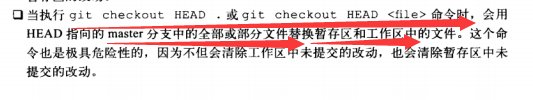 ❑ 当执行 git checkout HEAD . 或 git checkout HEAD <file> 命令时，会用
HEAD 指向的 master 分支中的全部或部分文件替换暂存区和工作区中的文件。这个命
令也是极具危险性的，因为不但会清除工作区中未提交的改动，也会清除暂存区中未
提交的改动。